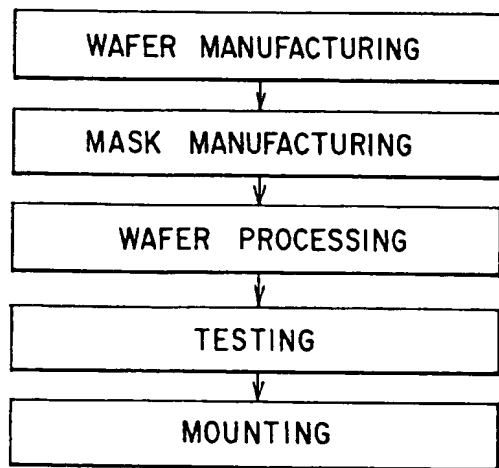 WAFER MANUFACTURING
MASK MANUFACTURING
WAFER PROCESSING
TESTING
MOUNTING